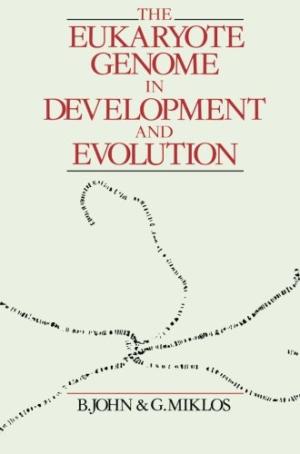 THE
EUKARYOTE
GENOME
IN
DEVELOPMENT
AND
EVOLUTION
B.JOHN & G.MIKLOS